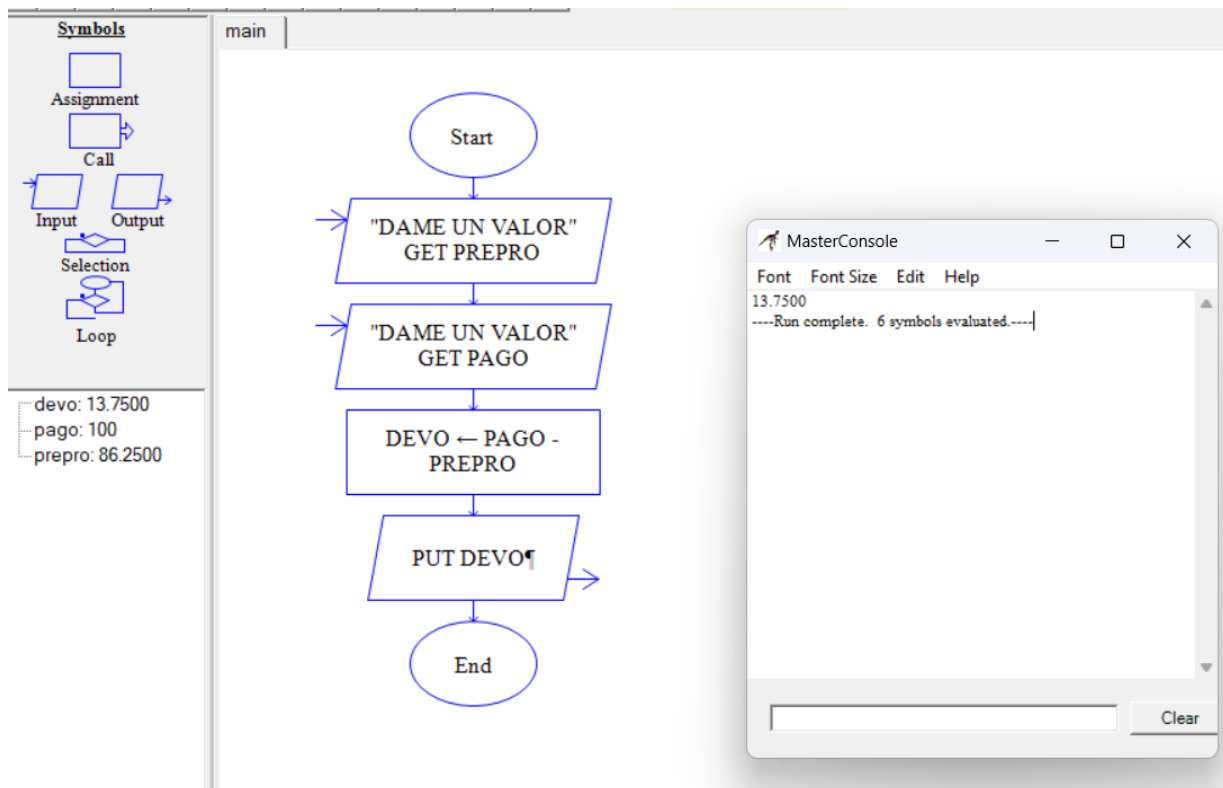 Symbols
Assignment
Call
Input Output
Selection
Loop
devo: 13.7500
pago: 100
prepro: 86.2500
main
Start
"DAME UN VALOR"
GET PREPRO
"DAME UN VALOR"
GET PAGO
DEVO ← PAGO -
PREPRO
PUT DEVO¶
End
MasterConsole
Font Font Size Edit Help
13.7500
----Run complete. 6 symbols evaluated.----
Clear